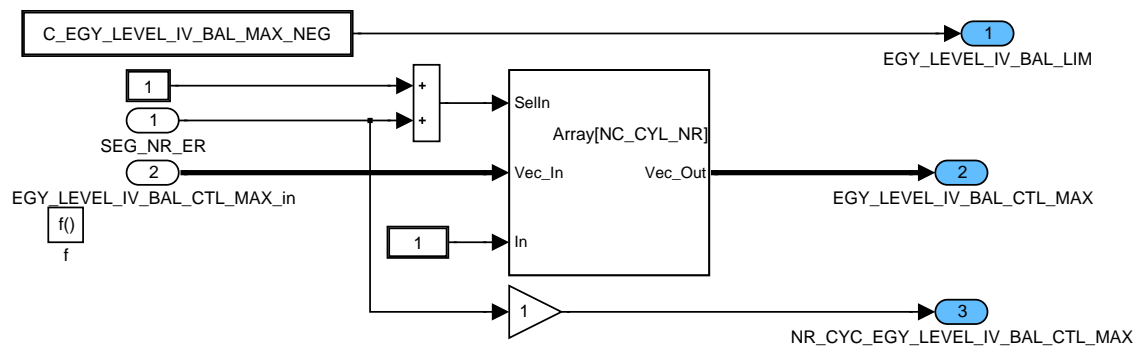 C_EGY_LEVEL_IV_BAL_MAX_NEG
1
EGY_LEVEL_IV_BAL_LIM
1
+
+
1
SEG_NR_ER
2
EGY_LEVEL_IV_BAL_CTL_MAX_in
f()
f
SelIn
Array[NC_CYL_NR]
Vec_In
Vec_Out
1
In
2
EGY_LEVEL_IV_BAL_CTL_MAX
1
3
NR_CYC_EGY_LEVEL_IV_BAL_CTL_MAX